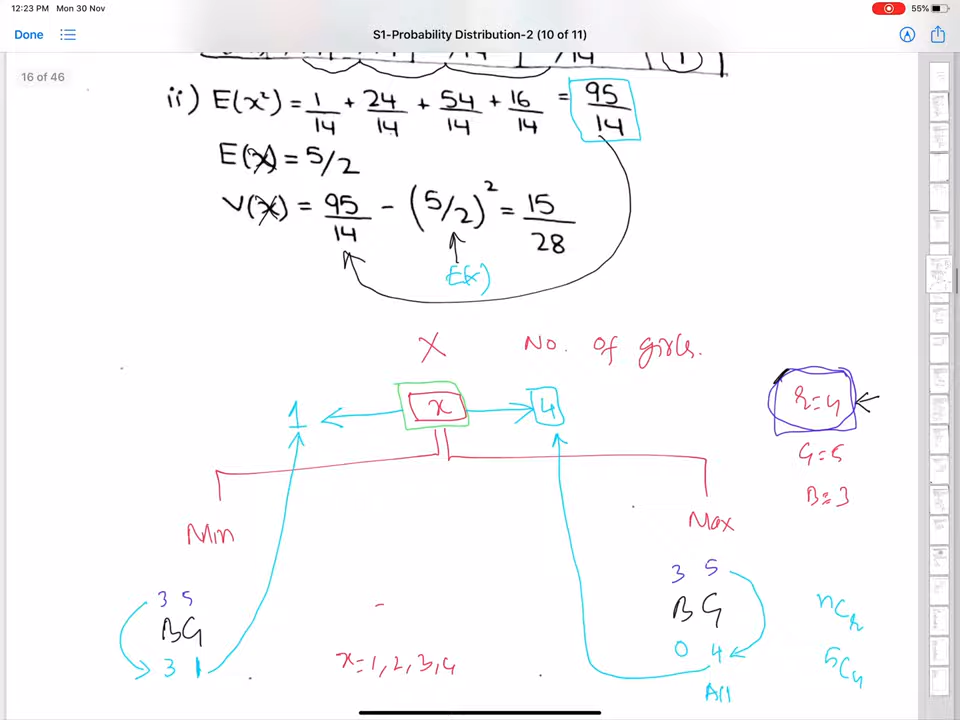 12:23 PM Mon 30 Nov
55%
Done
S1-Probability Distribution-2 (10 of 11)
16 of 46
ii) E(x²) = 1/14 + 24/14 + 54/14 + 16/14 = 95/14
E(x) = 5/2
V(x) = 95/14 - (5/2)² = 15/28
E(x)
X No. of girls.
1 x 4
r=4
G=5
B=3
Min Max
3 5
B G
3 1
3 5
B G
0 4
All
x=1,2,3,4
nCr
5C4